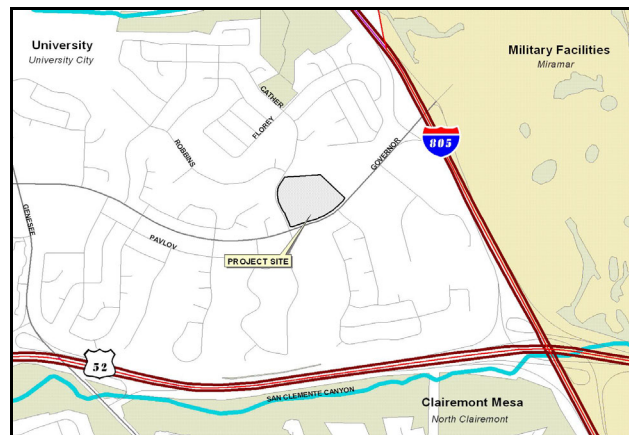 University
University City
Military Facilities
Miramar
CATHER
FLOREY
ROBBINS
GOVERNOR
805
GENESEE
PAVLOV
PROJECT SITE
52
SAN CLEMENTE CANYON
Clairemont Mesa
North Clairemont